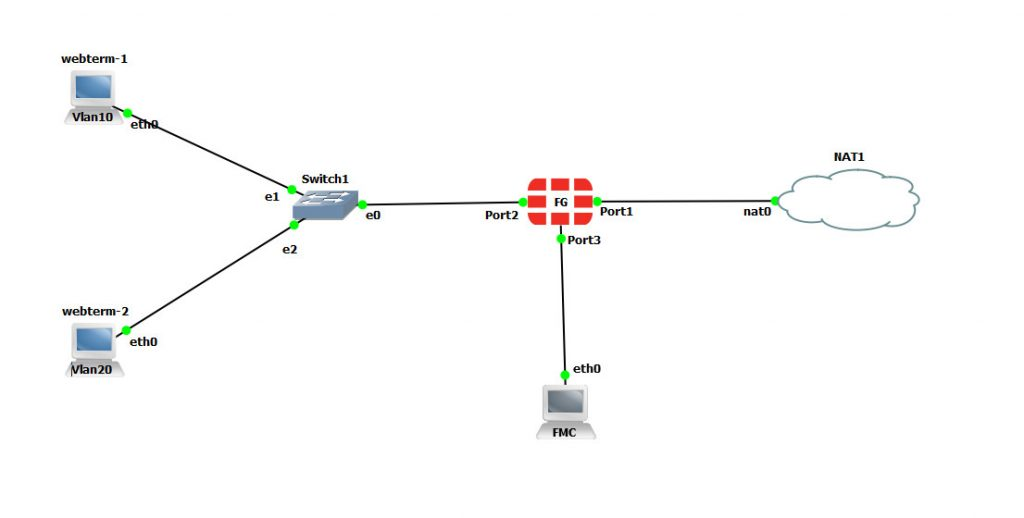 webterm-1
Vlan10
eth0
Switch1
e1
e0
e2
webterm-2
eth0
Vlan20
Port2
FG
Port1
Port3
eth0
FMC
NAT1
nat0